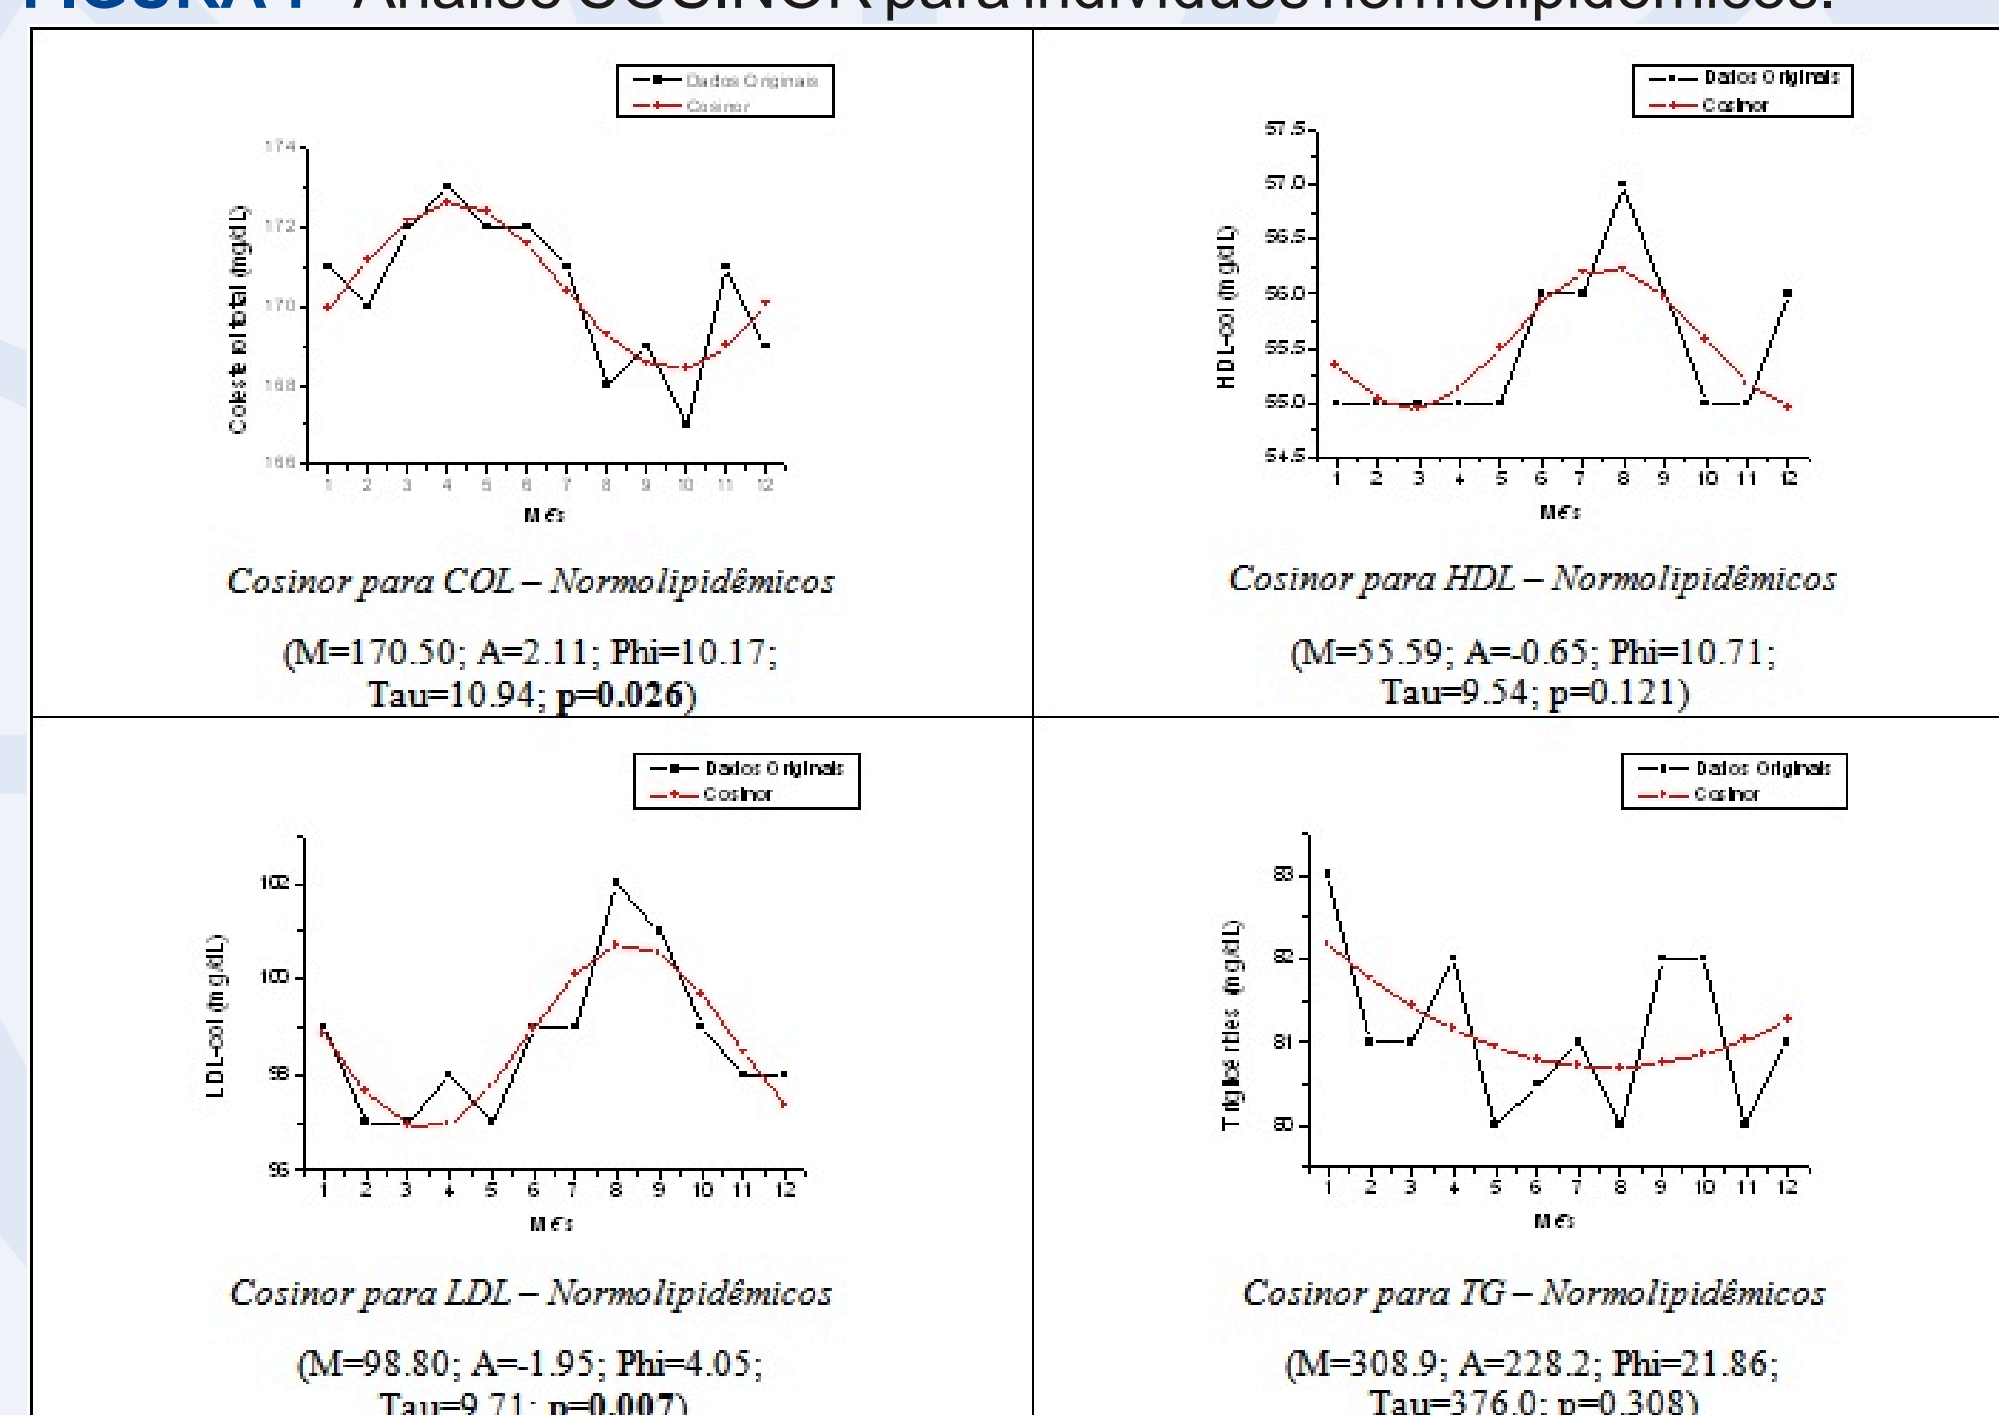 FIGURA 1 Análise COSINOR para indivíduos normolipidêmicos.
Dados Originais
Cosinor
174
172
170
168
166
Colesterol total (mg/dL)
1 2 3 4 5 6 7 8 9 10 11 12
Mês
Cosinor para COL – Normolipidêmicos
(M=170.50; A=2.11; Phi=10.17;
Tau=10.94; p=0.026)
Dados Originais
Cosinor
57.5
57.0
56.5
56.0
55.5
55.0
54.5
HDL-col (mg/dL)
1 2 3 4 5 6 7 8 9 10 11 12
Mês
Cosinor para HDL – Normolipidêmicos
(M=55.59; A=-0.65; Phi=10.71;
Tau=9.54; p=0.121)
Dados Originais
Cosinor
102
100
98
96
LDL-col (mg/dL)
1 2 3 4 5 6 7 8 9 10 11 12
Mês
Cosinor para LDL – Normolipidêmicos
(M=98.80; A=-1.95; Phi=4.05;
Tau=9.71; p=0.007)
Dados Originais
Cosinor
83
82
81
80
Triglicérides (mg/dL)
1 2 3 4 5 6 7 8 9 10 11 12
Mês
Cosinor para TG – Normolipidêmicos
(M=308.9; A=228.2; Phi=21.86;
Tau=376.0; p=0.308)